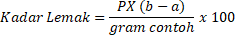 Kadar Lemak = PX (b − a) / gram contoh x 100